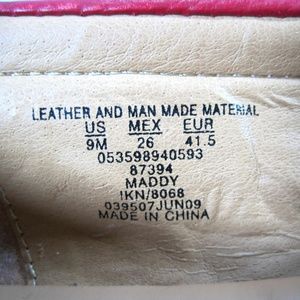 LEATHER AND MAN MADE MATERIAL
US MEX EUR
9M 26 41.5
053598940593
87394
MADDY
IKN/8068
039507JUN09
MADE IN CHINA